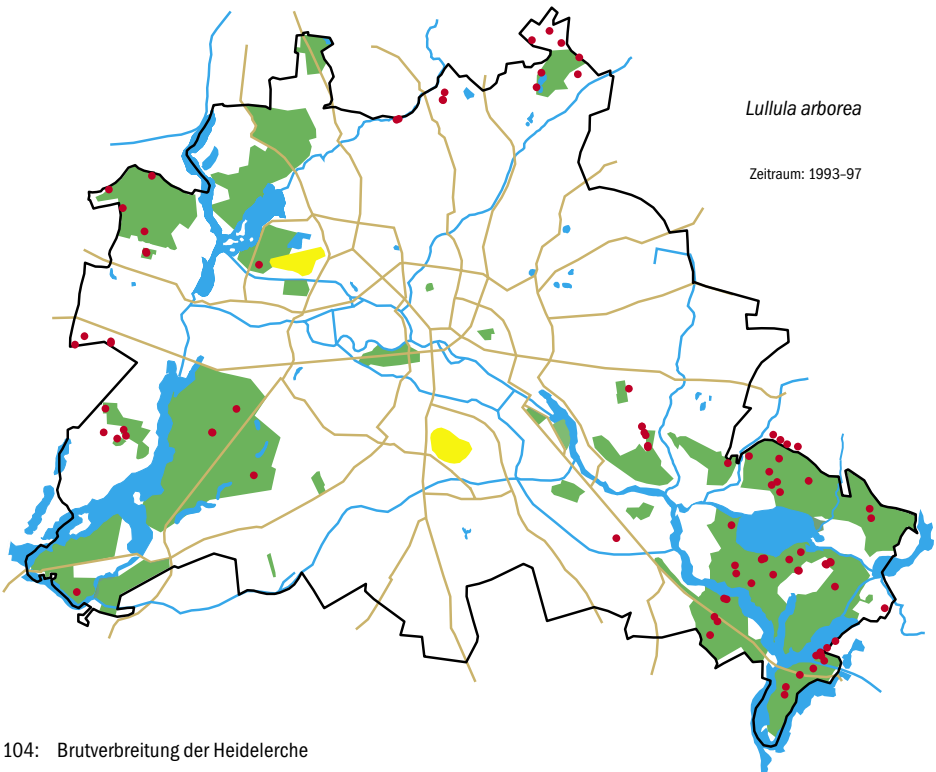 Lullula arborea
Zeitraum: 1993–97
104: Brutverbreitung der Heidelerche